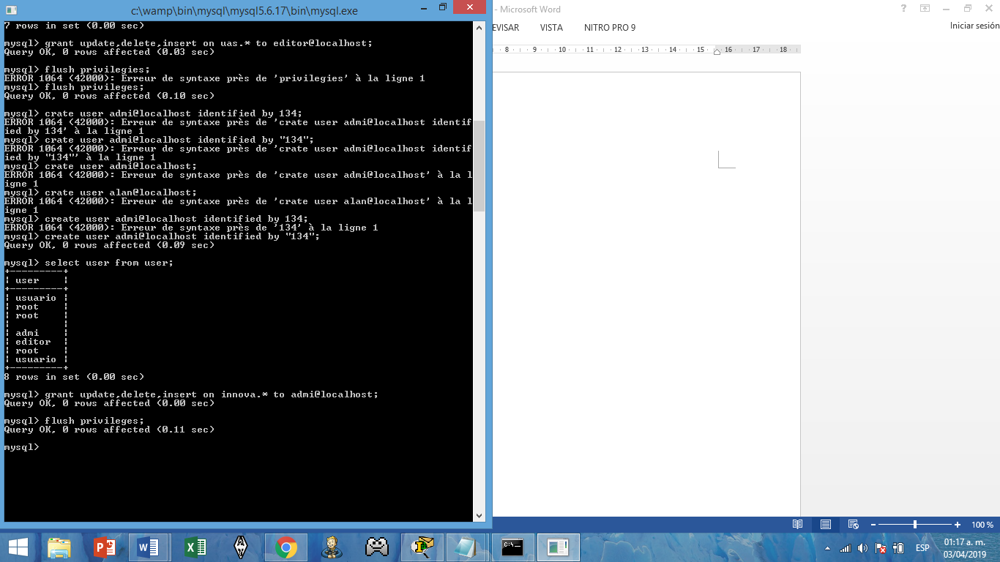 c:\wamp\bin\mysql\mysql5.6.17\bin\mysql.exe
- Microsoft Word
EVISAR VISTA NITRO PRO 9
Iniciar sesión
8 9 10 11 12 13 14 15 16 17 18
7 rows in set (0.00 sec)
mysql> grant update,delete,insert on uas.* to editor@localhost;
Query OK, 0 rows affected (0.03 sec)
mysql> flush privilegies;
ERROR 1064 (42000): Erreur de syntaxe près de 'privilegies' à la ligne 1
mysql> flush privileges;
Query OK, 0 rows affected (0.10 sec)
mysql> crate user admi@localhost identified by 134;
ERROR 1064 (42000): Erreur de syntaxe près de 'crate user admi@localhost identif
ied by 134' à la ligne 1
mysql> crate user admi@localhost identified by "134";
ERROR 1064 (42000): Erreur de syntaxe près de 'crate user admi@localhost identif
ied by "134"' à la ligne 1
mysql> crate user admi@localhost;
ERROR 1064 (42000): Erreur de syntaxe près de 'crate user admi@localhost' à la l
igne 1
mysql> crate user alan@localhost;
ERROR 1064 (42000): Erreur de syntaxe près de 'crate user alan@localhost' à la l
igne 1
mysql> create user admi@localhost identified by 134;
ERROR 1064 (42000): Erreur de syntaxe près de '134' à la ligne 1
mysql> create user admi@localhost identified by "134";
Query OK, 0 rows affected (0.09 sec)
mysql> select user from user;
+---------+
| user    |
+---------+
| usuario |
| root    |
| root    |
|         |
| admi    |
| editor  |
| root    |
| usuario |
+---------+
8 rows in set (0.00 sec)
mysql> grant update,delete,insert on innova.* to admi@localhost;
Query OK, 0 rows affected (0.00 sec)
mysql> flush privileges;
Query OK, 0 rows affected (0.11 sec)
mysql>
100 %
ESP
01:17 a. m.
03/04/2019